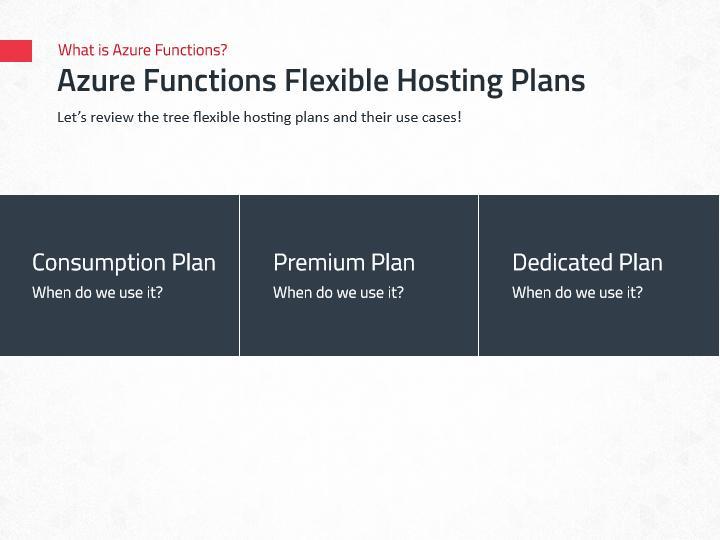 What is Azure Functions?
Azure Functions Flexible Hosting Plans
Let’s review the tree flexible hosting plans and their use cases!
Consumption Plan
When do we use it?
Premium Plan
When do we use it?
Dedicated Plan
When do we use it?